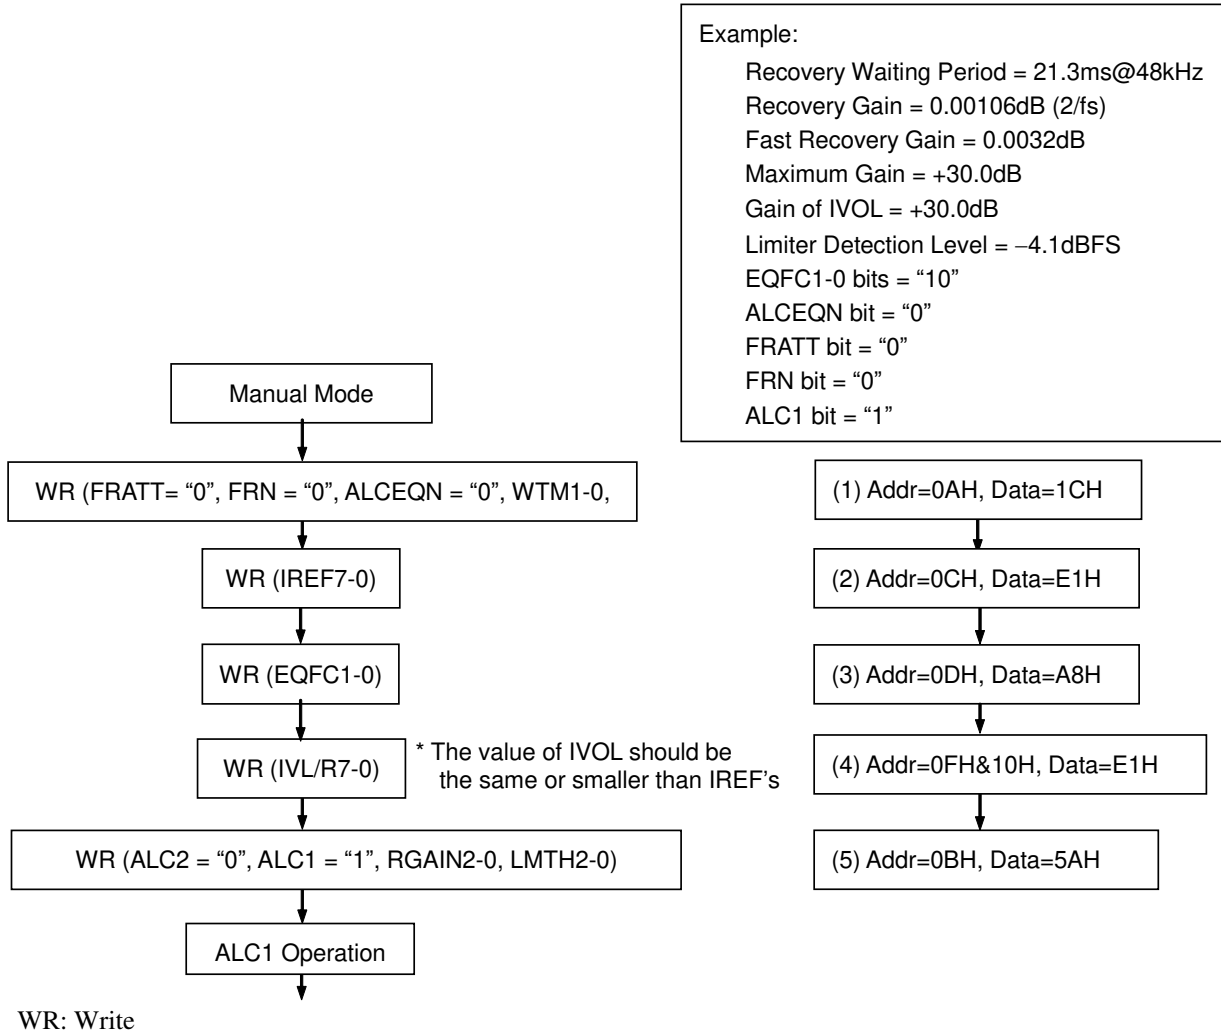 Example:
Recovery Waiting Period = 21.3ms@48kHz
Recovery Gain = 0.00106dB (2/fs)
Fast Recovery Gain = 0.0032dB
Maximum Gain = +30.0dB
Gain of IVOL = +30.0dB
Limiter Detection Level = −4.1dBFS
EQFC1-0 bits = “10”
ALCEQN bit = “0”
FRATT bit = “0”
FRN bit = “0”
ALC1 bit = “1”
Manual Mode
WR (FRATT= “0”, FRN = “0”, ALCEQN = “0”, WTM1-0,
WR (IREF7-0)
WR (EQFC1-0)
WR (IVL/R7-0)
* The value of IVOL should be
the same or smaller than IREF’s
WR (ALC2 = “0”, ALC1 = “1”, RGAIN2-0, LMTH2-0)
ALC1 Operation
(1) Addr=0AH, Data=1CH
(2) Addr=0CH, Data=E1H
(3) Addr=0DH, Data=A8H
(4) Addr=0FH&10H, Data=E1H
(5) Addr=0BH, Data=5AH
WR: Write